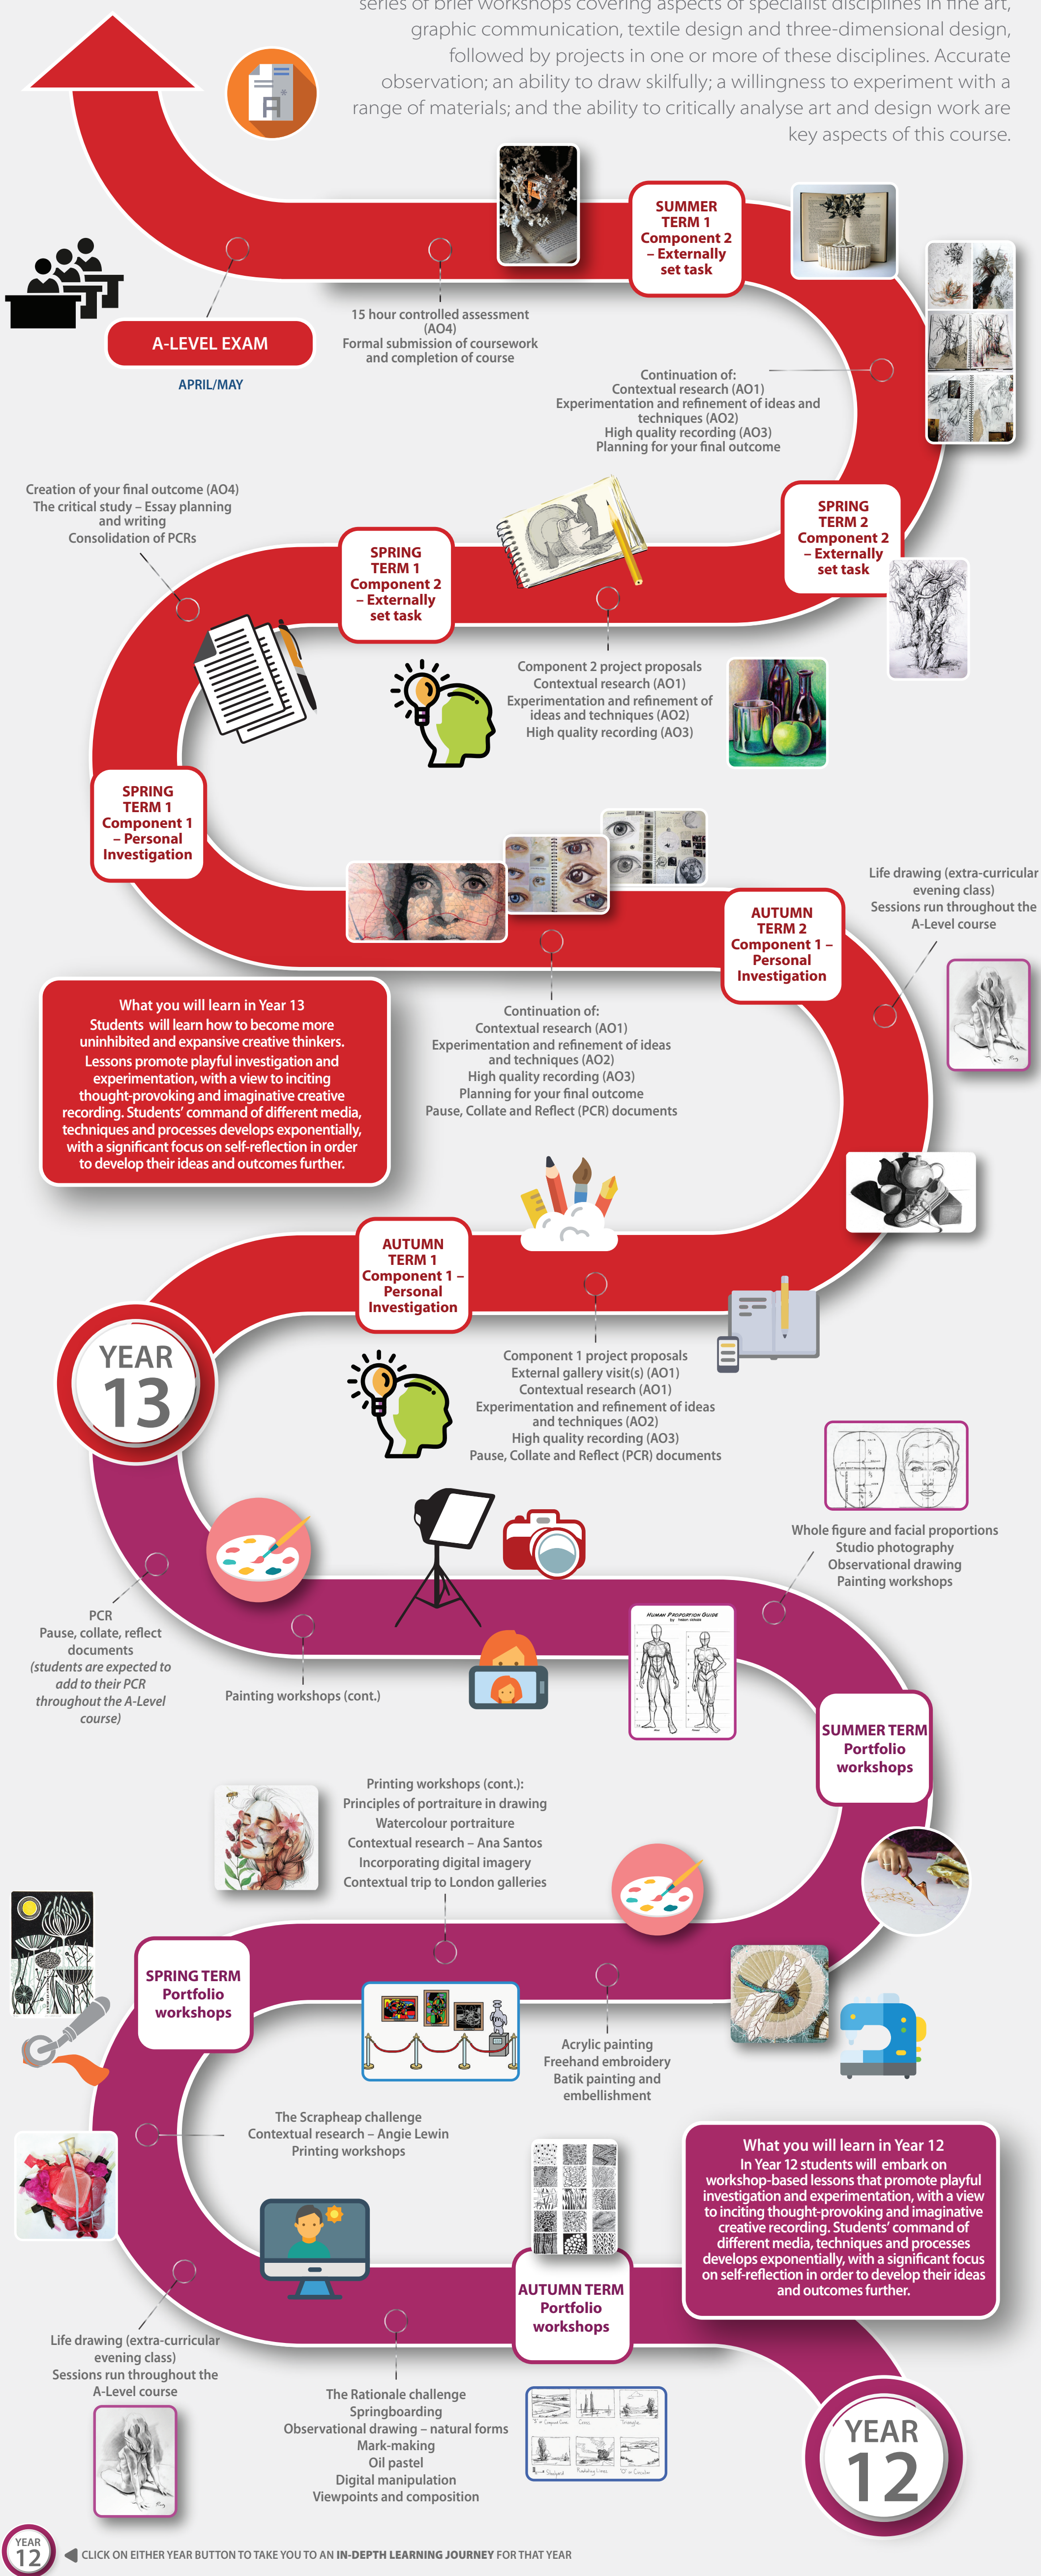 series of brief workshops covering aspects of specialist disciplines in fine art,
graphic communication, textile design and three-dimensional design,
followed by projects in one or more of these disciplines. Accurate
observation; an ability to draw skilfully; a willingness to experiment with a
range of materials; and the ability to critically analyse art and design work are
key aspects of this course.
SUMMER
TERM 1
Component 2
– Externally
set task
A-LEVEL EXAM
APRIL/MAY
15 hour controlled assessment
(AO4)
Formal submission of coursework
and completion of course
Continuation of:
Contextual research (AO1)
Experimentation and refinement of ideas and
techniques (AO2)
High quality recording (AO3)
Planning for your final outcome
Creation of your final outcome (AO4)
The critical study – Essay planning
and writing
Consolidation of PCRs
SPRING
TERM 1
Component 2
– Externally
set task
SPRING
TERM 2
Component 2
– Externally
set task
Component 2 project proposals
Contextual research (AO1)
Experimentation and refinement of
ideas and techniques (AO2)
High quality recording (AO3)
SPRING
TERM 1
Component 1
– Personal
Investigation
AUTUMN
TERM 2
Component 1 –
Personal
Investigation
Life drawing (extra-curricular
evening class)
Sessions run throughout the
A-Level course
What you will learn in Year 13
Students will learn how to become more
uninhibited and expansive creative thinkers.
Lessons promote playful investigation and
experimentation, with a view to inciting
thought-provoking and imaginative creative
recording. Students' command of different media,
techniques and processes develops exponentially,
with a significant focus on self-reflection in order
to develop their ideas and outcomes further.
Continuation of:
Contextual research (AO1)
Experimentation and refinement of ideas
and techniques (AO2)
High quality recording (AO3)
Planning for your final outcome
Pause, Collate and Reflect (PCR) documents
AUTUMN
TERM 1
Component 1 –
Personal
Investigation
YEAR
13
Component 1 project proposals
External gallery visit(s) (AO1)
Contextual research (AO1)
Experimentation and refinement of ideas
and techniques (AO2)
High quality recording (AO3)
Pause, Collate and Reflect (PCR) documents
Whole figure and facial proportions
Studio photography
Observational drawing
Painting workshops
PCR
Pause, collate, reflect
documents
(students are expected to
add to their PCR
throughout the A-Level
course)
Painting workshops (cont.)
HUMAN PROPORTION GUIDE
SUMMER TERM
Portfolio
workshops
Printing workshops (cont.):
Principles of portraiture in drawing
Watercolour portraiture
Contextual research – Ana Santos
Incorporating digital imagery
Contextual trip to London galleries
SPRING TERM
Portfolio
workshops
Acrylic painting
Freehand embroidery
Batik painting and
embellishment
The Scrapheap challenge
Contextual research – Angie Lewin
Printing workshops
What you will learn in Year 12
In Year 12 students will embark on
workshop-based lessons that promote playful
investigation and experimentation, with a view
to inciting thought-provoking and imaginative
creative recording. Students' command of
different media, techniques and processes
develops exponentially, with a significant focus
on self-reflection in order to develop their ideas
and outcomes further.
AUTUMN TERM
Portfolio
workshops
Life drawing (extra-curricular
evening class)
Sessions run throughout the
A-Level course
The Rationale challenge
Springboarding
Observational drawing – natural forms
Mark-making
Oil pastel
Digital manipulation
Viewpoints and composition
Cross
Triangle
Radiating Lines
YEAR
12
YEAR
12
CLICK ON EITHER YEAR BUTTON TO TAKE YOU TO AN IN-DEPTH LEARNING JOURNEY FOR THAT YEAR